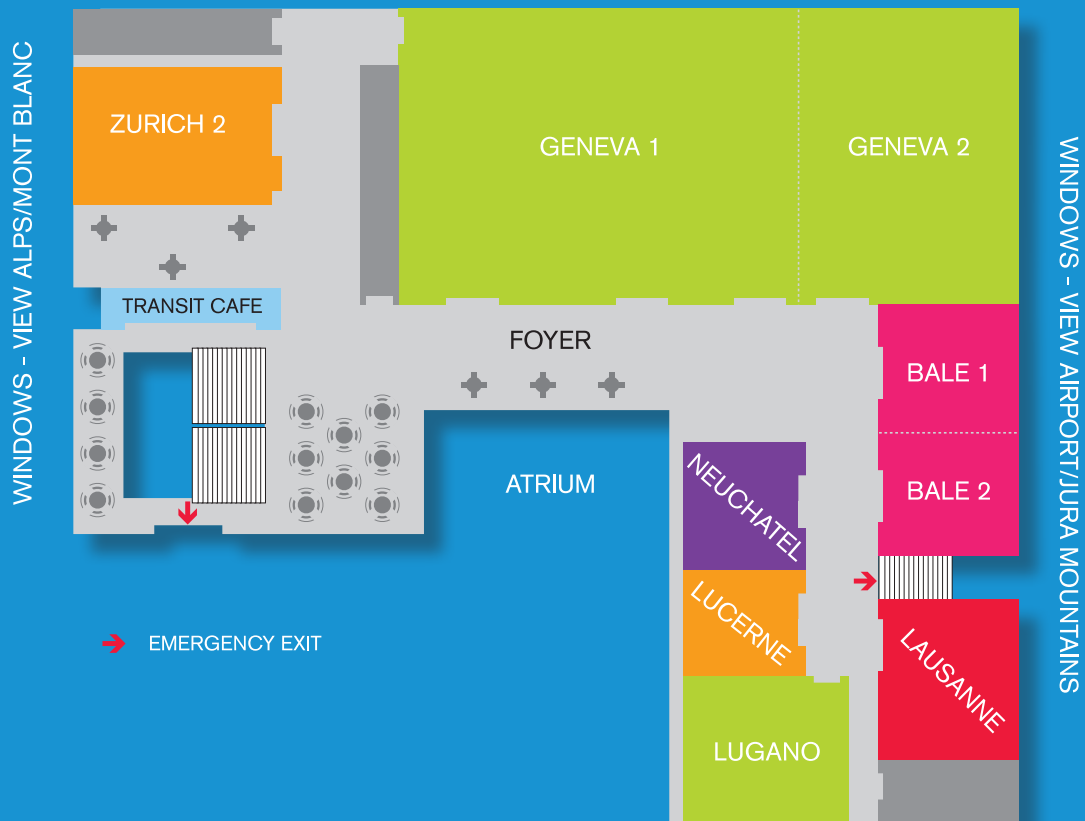 WINDOWS - VIEW ALPS/MONT BLANC
ZURICH 2
GENEVA 1
GENEVA 2
WINDOWS - VIEW AIRPORT/JURA MOUNTAINS
TRANSIT CAFE
FOYER
BALE 1
ATRIUM
NEUCHATEL
BALE 2
LUCERNE
EMERGENCY EXIT
LAUSANNE
LUGANO